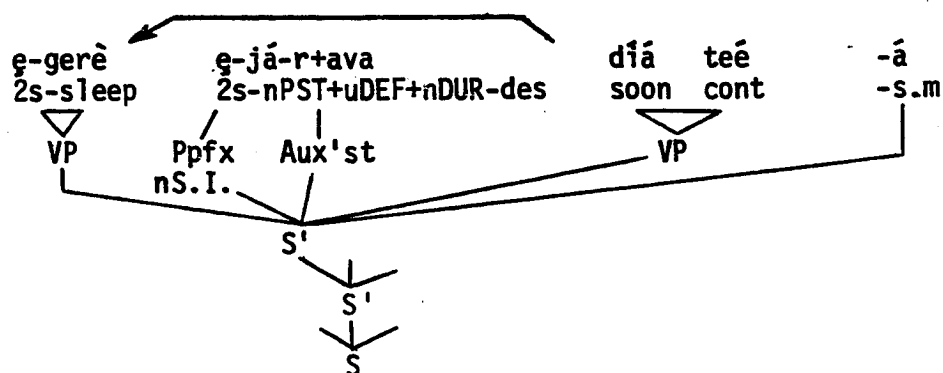 ȩ-gerè ȩ-já-r+ava díá teé -á
2s-sleep 2s-nPST+uDEF+nDUR-des soon cont -s.m
VP Ppfx Aux'st VP
nS.I.
S'
S'
S